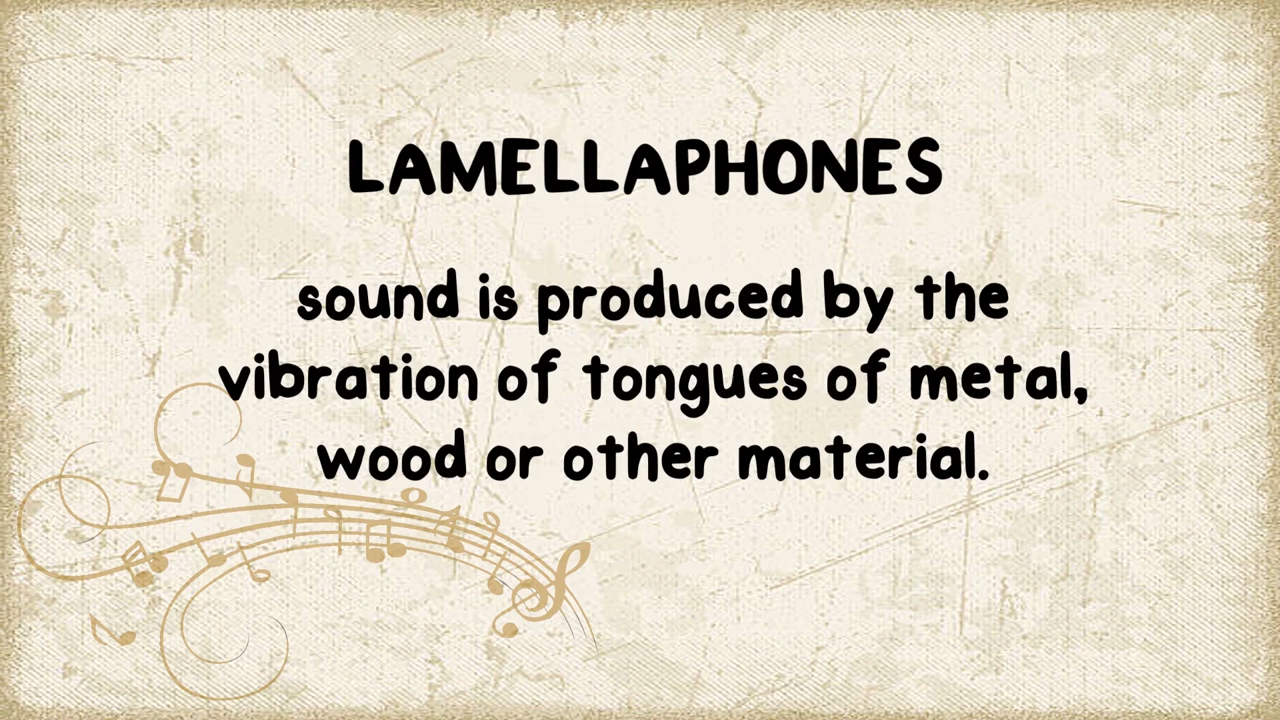 LAMELLAPHONES
sound is produced by the
vibration of tongues of metal,
wood or other material.